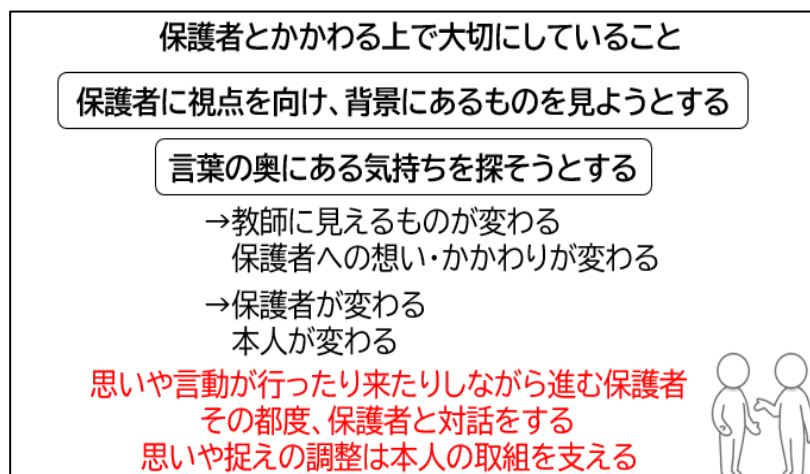 保護者とかかわる上で大切にしていること
保護者に視点を向け、背景にあるものを見ようとする
言葉の奥にある気持ちを探そうとする
→教師に見えるものが変わる
保護者への想い・かかわりが変わる
→保護者が変わる
本人が変わる
思いや言動が行ったり来たりしながら進む保護者
その都度、保護者と対話をする
思いや捉えの調整は本人の取組を支える